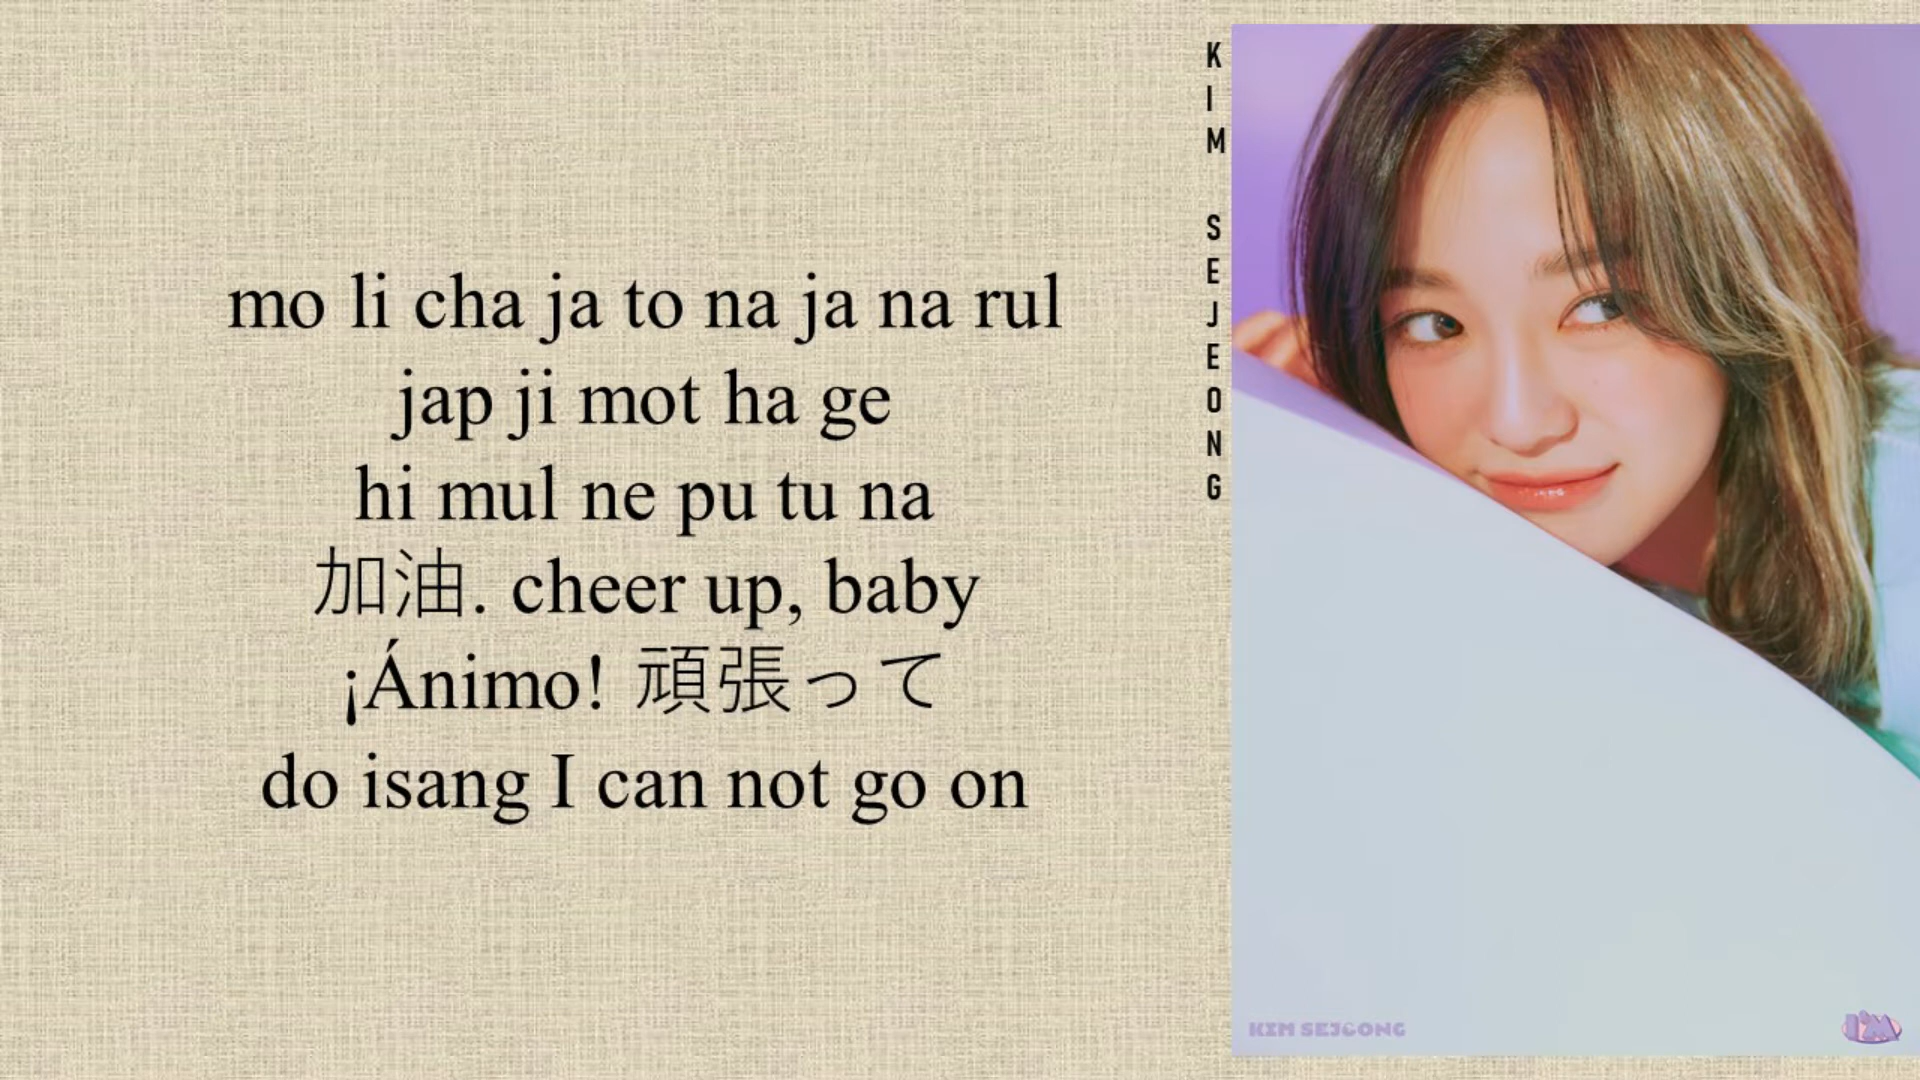 mo li cha ja to na ja na rul
jap ji mot ha ge
hi mul ne pu tu na
加油. cheer up, baby
¡Ánimo! 頑張って
do isang I can not go on
KIM SEJEONG
KIM SEJEONG
I'M